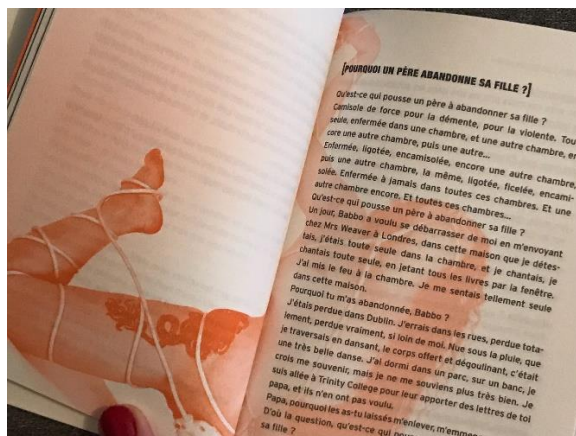 [POURQUOI UN PÈRE ABANDONNE SA FILLE ?]
Qu'est-ce qui pousse un père à abandonner sa fille ?
Camisole de force pour la démente, pour la violente. Tou
seule, enfermée dans une chambre, et une autre chambre, en
core une autre chambre, puis une autre...
Enfermée, ligotée, encamisolée, encore une autre chambre,
puis une autre chambre, la même, ligotée, ficelée, encami-
solée. Enfermée à jamais dans toutes ces chambres. Et une
autre chambre encore. Et toutes ces chambres...
Qu'est-ce qui pousse un père à abandonner sa fille ?
Un jour, Babbo a voulu se débarrasser de moi en m'envoyant
chez Mrs Weaver à Londres, dans cette maison que je détes-
tais, j'étais toute seule dans la chambre, et je chantais, je
chantais toute seule, en jetant tous les livres par la fenêtre.
J'ai mis le feu à la chambre. Je me sentais tellement seule
dans cette maison.
Pourquoi tu m'as abandonnée, Babbo ?
J'étais perdue dans Dublin. J'errais dans les rues, perdue tota-
lement, perdue vraiment, si loin de moi. Nue sous la pluie, que
je traversais en dansant, le corps offert et dégoulinant, c'était
une très belle danse. J'ai dormi dans un parc, sur un banc, je
crois me souvenir, mais je ne me souviens plus très bien. Je
suis allée à Trinity College pour leur apporter des lettres de toi
papa, et ils n'en ont pas voulu.
Papa, pourquoi les as-tu laissés m'enlever, m'emme
D'où la question, qu'est-ce qui pou
sa fille ?